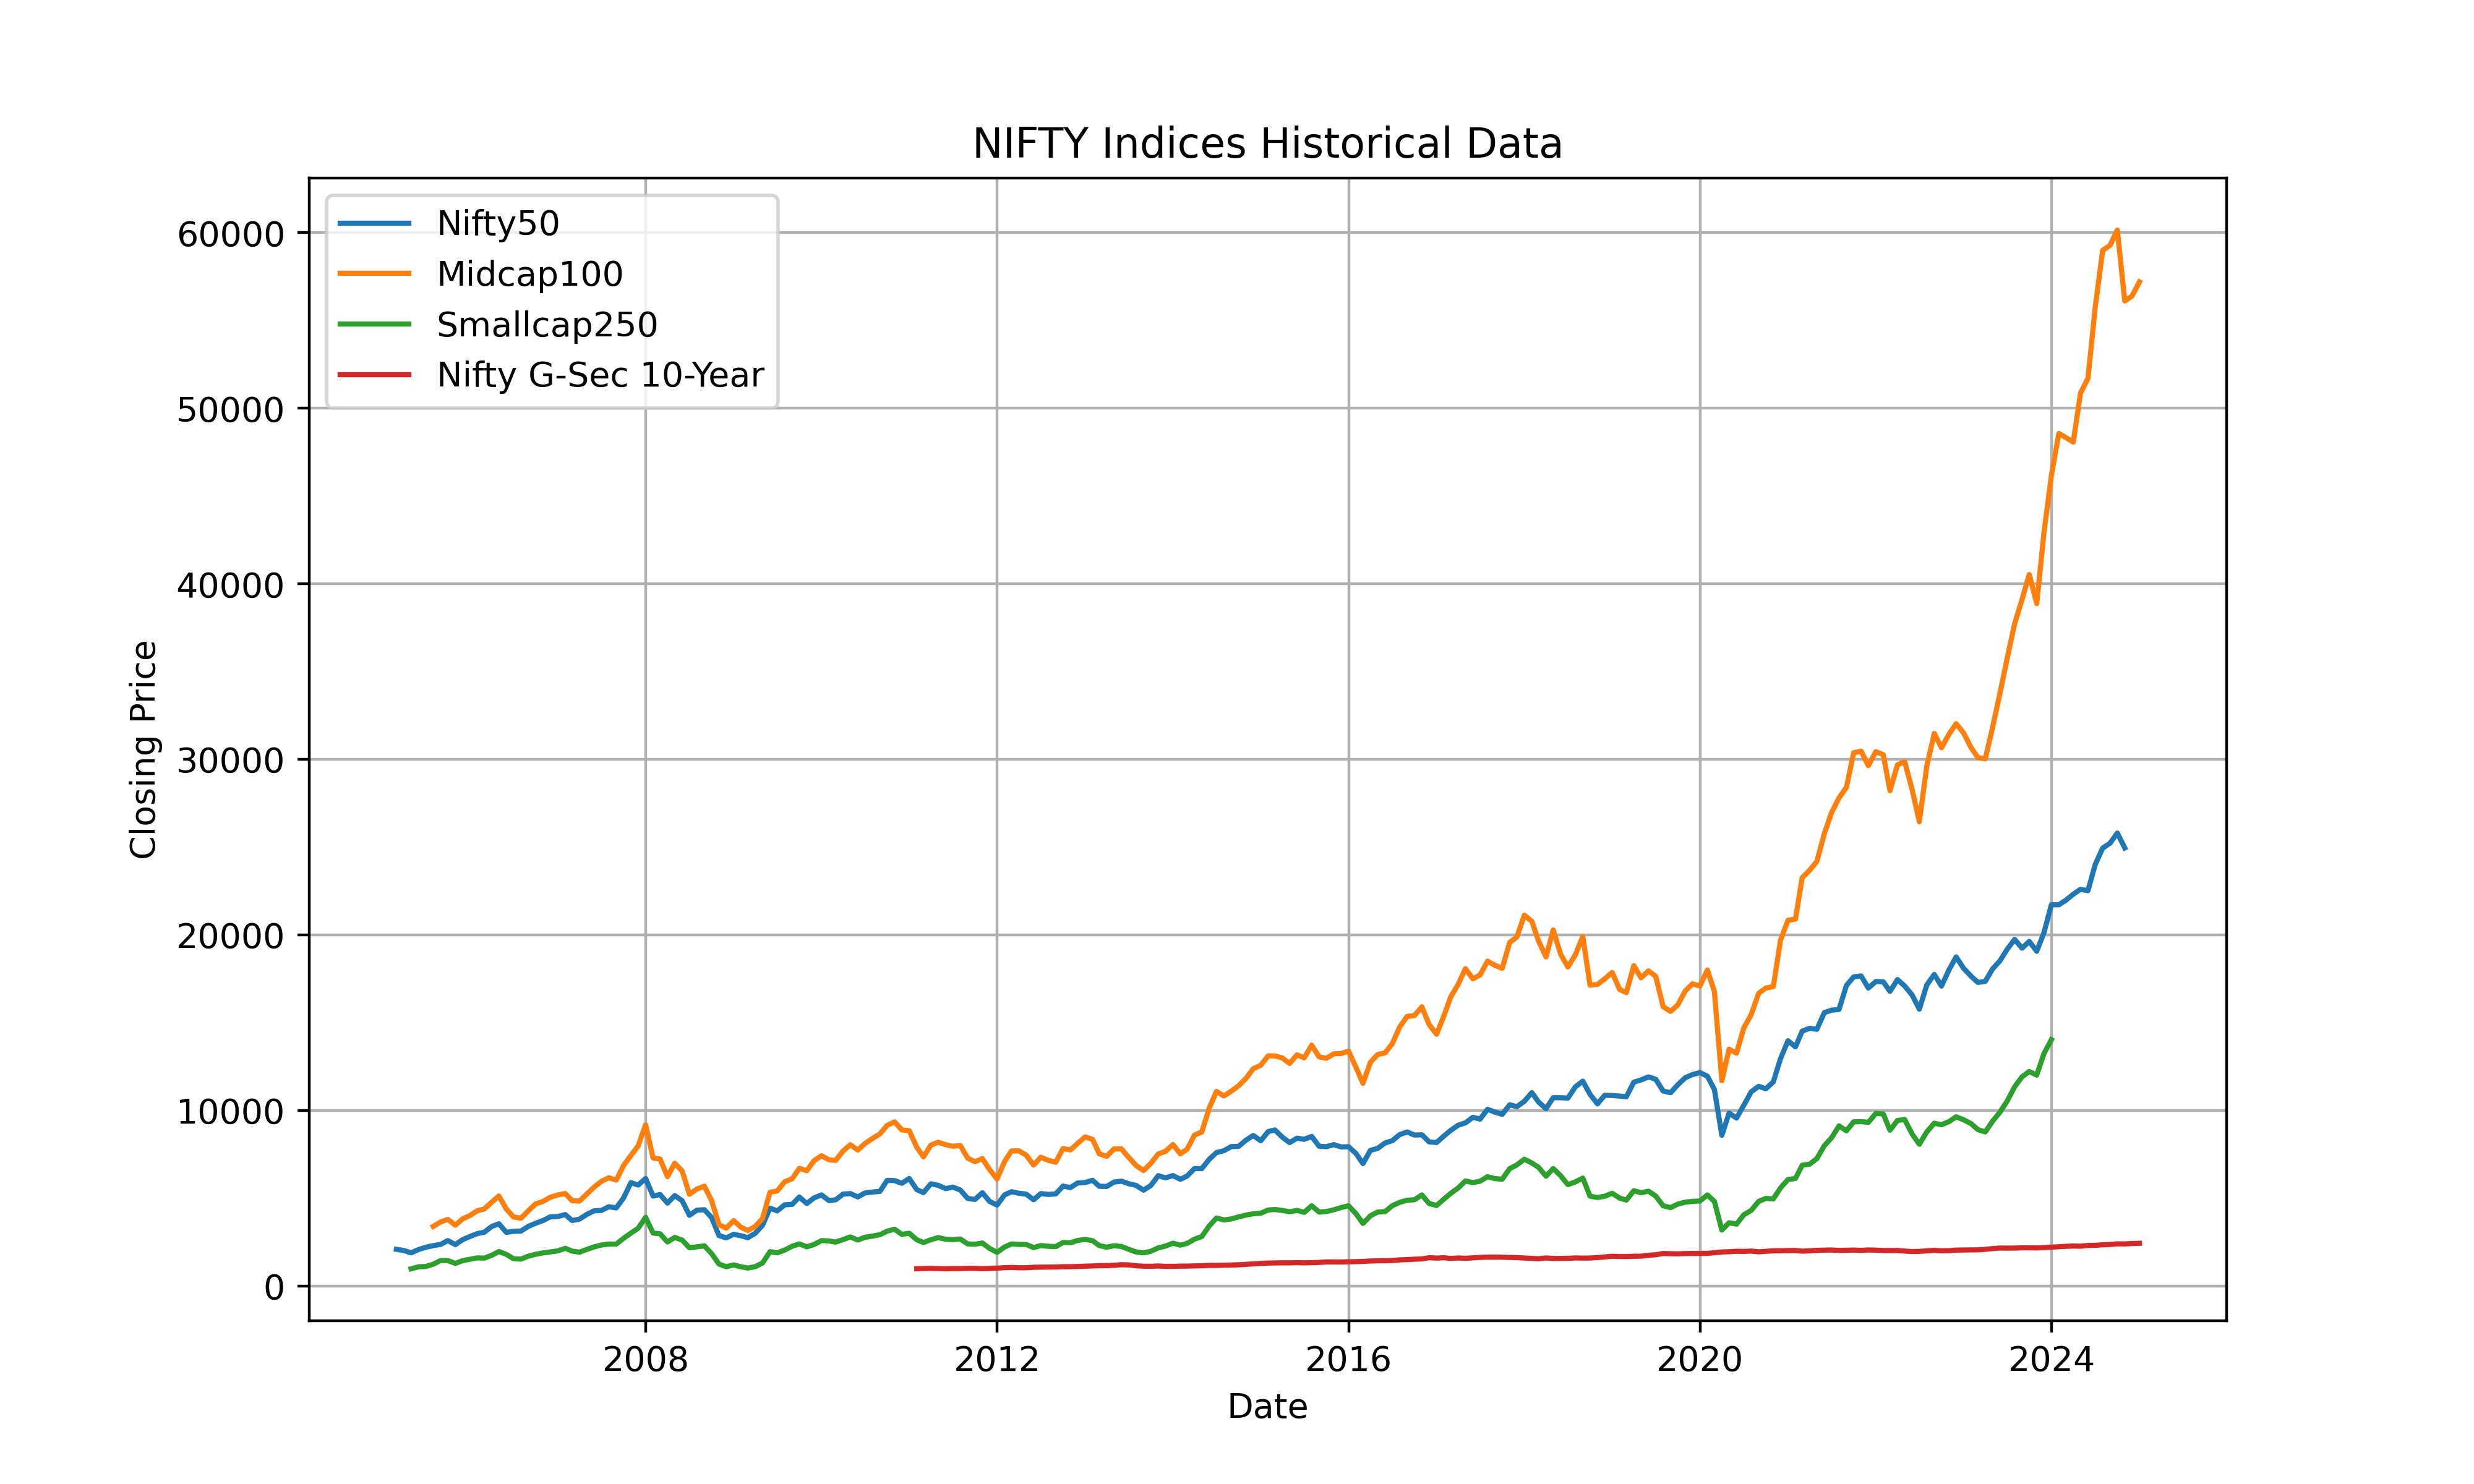 NIFTY Indices Historical Data
Nifty50
Midcap100
Smallcap250
Nifty G-Sec 10-Year
60000
50000
40000
30000
20000
10000
0
Closing Price
2008 2012 2016 2020 2024
Date